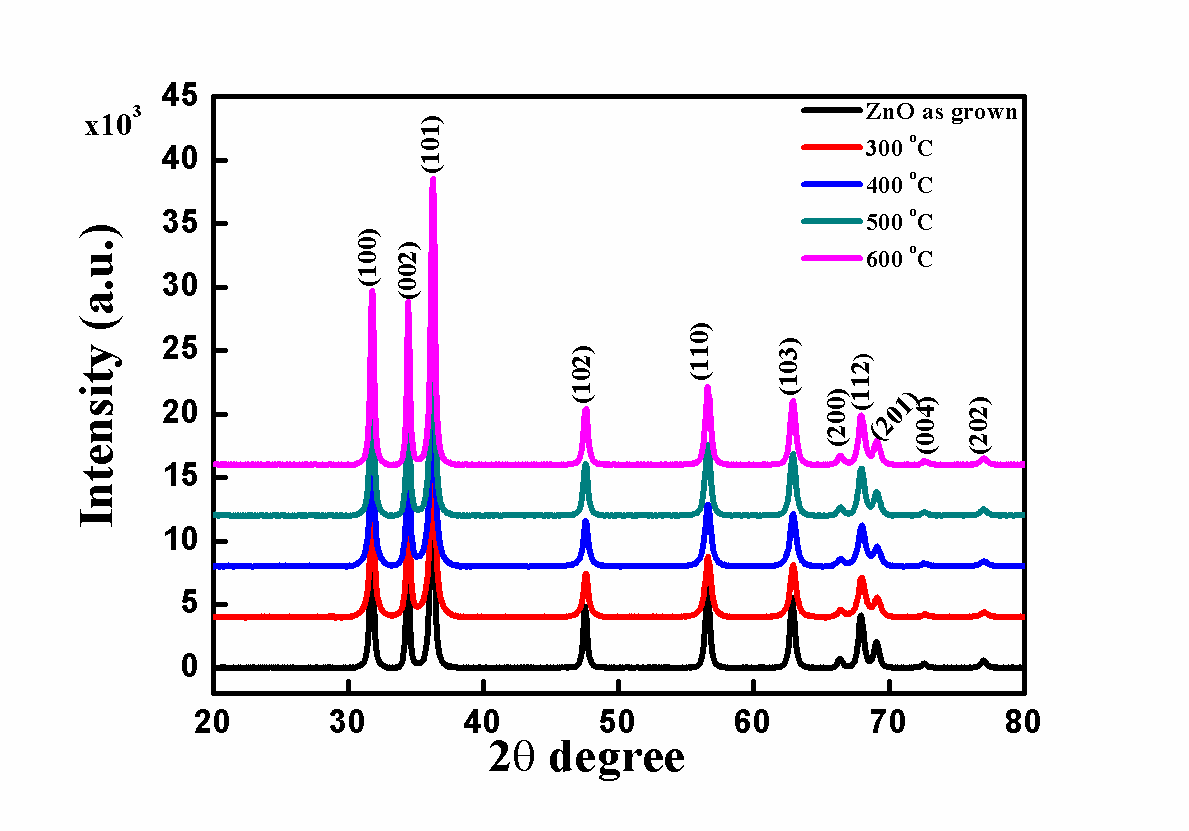 x10³
Intensity (a.u.)
45
40
35
30
25
20
15
10
5
0
20 30 40 50 60 70 80
2θ degree
(100)
(002)
(101)
(102)
(110)
(103)
(200)
(112)
(201)
(004)
(202)
ZnO as grown
300 °C
400 °C
500 °C
600 °C